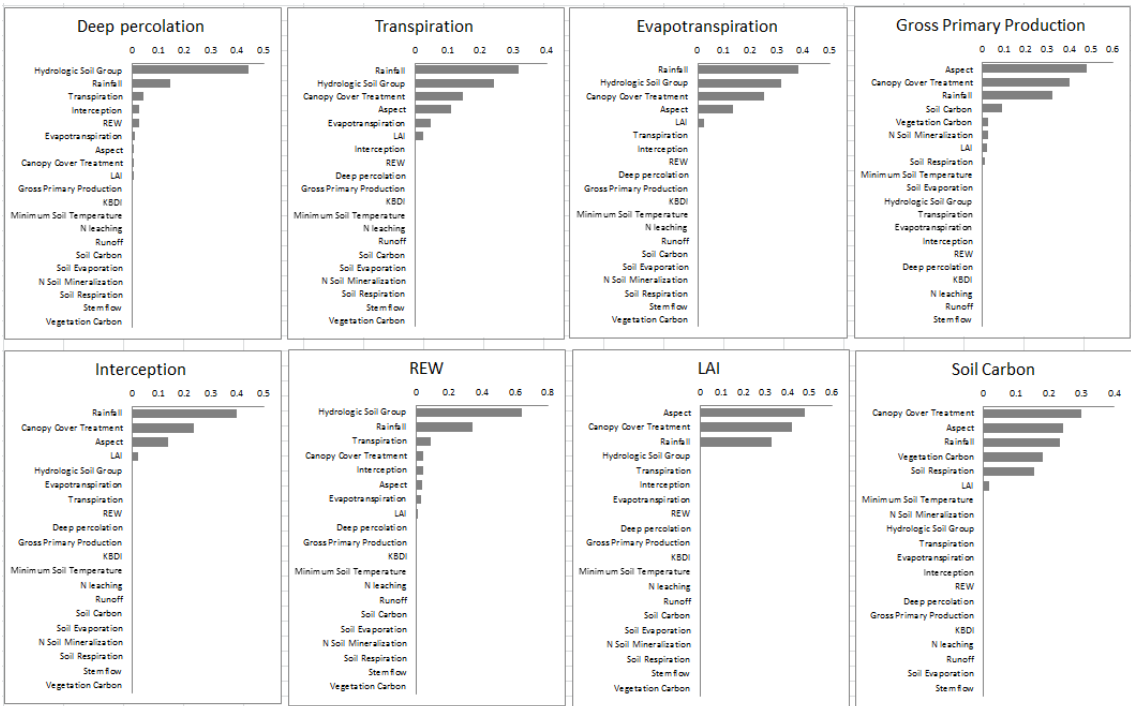 Deep percolation
0 0.1 0.2 0.3 0.4 0.5
Hydrologic Soil Group
Rainfall
Transpiration
Interception
REW
Evapotranspiration
Aspect
Canopy Cover Treatment
LAI
Gross Primary Production
KBDI
Minimum Soil Temperature
N leaching
Runoff
Soil Carbon
Soil Evaporation
N Soil Mineralization
Soil Respiration
Stemflow
Vegetation Carbon
Transpiration
0 0.1 0.2 0.3 0.4
Rainfall
Hydrologic Soil Group
Canopy Cover Treatment
Aspect
Evapotranspiration
LAI
Interception
REW
Deep percolation
Gross Primary Production
KBDI
Minimum Soil Temperature
N leaching
Runoff
Soil Carbon
Soil Evaporation
N Soil Mineralization
Soil Respiration
Stemflow
Vegetation Carbon
Evapotranspiration
0 0.1 0.2 0.3 0.4 0.5
Rainfall
Hydrologic Soil Group
Canopy Cover Treatment
Aspect
LAI
Transpiration
Interception
REW
Deep percolation
Gross Primary Production
KBDI
Minimum Soil Temperature
N leaching
Runoff
Soil Carbon
Soil Evaporation
N Soil Mineralization
Soil Respiration
Stemflow
Vegetation Carbon
Gross Primary Production
0 0.1 0.2 0.3 0.4 0.5 0.6
Aspect
Canopy Cover Treatment
Rainfall
Soil Carbon
Vegetation Carbon
N Soil Mineralization
LAI
Soil Respiration
Minimum Soil Temperature
Soil Evaporation
Hydrologic Soil Group
Transpiration
Evapotranspiration
Interception
REW
Deep percolation
KBDI
N leaching
Runoff
Stemflow
Interception
0 0.1 0.2 0.3 0.4 0.5
Rainfall
Canopy Cover Treatment
Aspect
LAI
Hydrologic Soil Group
Evapotranspiration
Transpiration
REW
Deep percolation
Gross Primary Production
KBDI
Minimum Soil Temperature
N leaching
Runoff
Soil Carbon
Soil Evaporation
N Soil Mineralization
Soil Respiration
Stemflow
Vegetation Carbon
REW
0 0.2 0.4 0.6 0.8
Hydrologic Soil Group
Rainfall
Transpiration
Canopy Cover Treatment
Interception
Aspect
Evapotranspiration
LAI
Deep percolation
Gross Primary Production
KBDI
Minimum Soil Temperature
N leaching
Runoff
Soil Carbon
Soil Evaporation
N Soil Mineralization
Soil Respiration
Stemflow
Vegetation Carbon
LAI
0 0.1 0.2 0.3 0.4 0.5 0.6
Aspect
Canopy Cover Treatment
Rainfall
Hydrologic Soil Group
Transpiration
Interception
Evapotranspiration
REW
Deep percolation
Gross Primary Production
KBDI
Minimum Soil Temperature
N leaching
Runoff
Soil Carbon
Soil Evaporation
N Soil Mineralization
Soil Respiration
Stemflow
Vegetation Carbon
Soil Carbon
0 0.1 0.2 0.3 0.4
Canopy Cover Treatment
Aspect
Rainfall
Vegetation Carbon
Soil Respiration
LAI
Minimum Soil Temperature
N Soil Mineralization
Hydrologic Soil Group
Transpiration
Evapotranspiration
Interception
REW
Deep percolation
Gross Primary Production
KBDI
N leaching
Runoff
Soil Evaporation
Stemflow